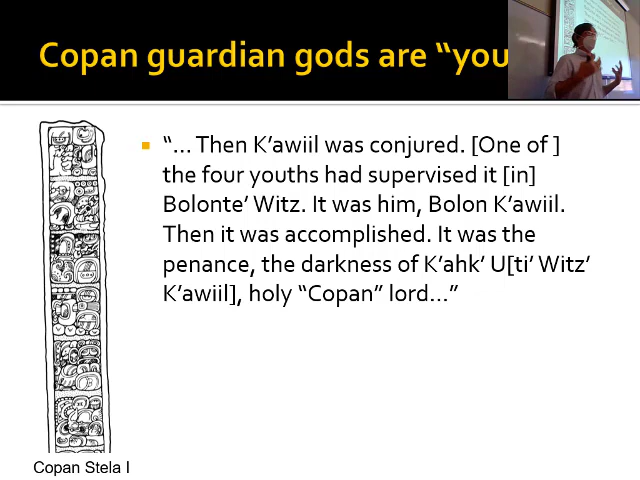 Copan guardian gods are “you
“... Then K’awiil was conjured. [One of ]
the four youths had supervised it [in]
Bolonte’ Witz. It was him, Bolon K’awiil.
Then it was accomplished. It was the
penance, the darkness of K’ahk’ U[ti’ Witz’
K’awiil], holy “Copan” lord...”
Copan Stela I